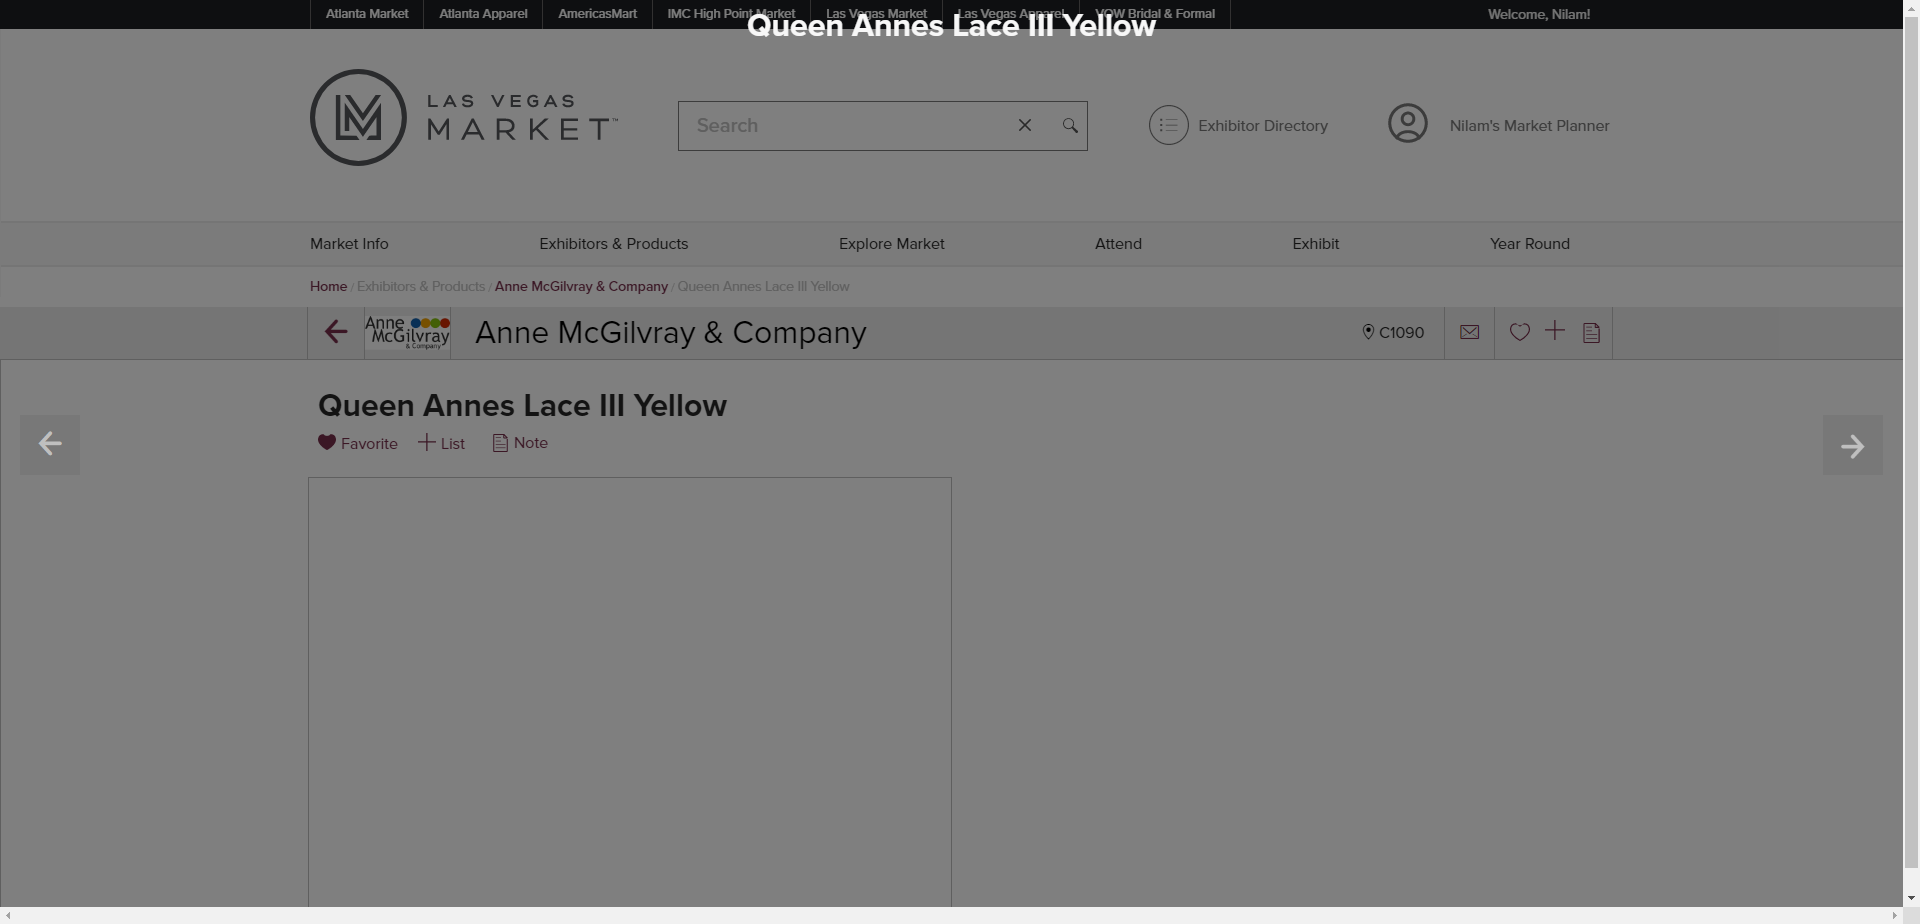 Atlanta Market Atlanta Apparel AmericasMart IMC High Point Market Las Vegas Market Las Vegas Apparel VOW Bridal & Formal Welcome, Nilam!
Queen Annes Lace III Yellow
LAS VEGAS
MARKET™
Search
Exhibitor Directory
Nilam's Market Planner
Market Info Exhibitors & Products Explore Market Attend Exhibit Year Round
Home / Exhibitors & Products / Anne McGilvray & Company / Queen Annes Lace III Yellow
Anne
McGilvray
& Company
Anne McGilvray & Company
C1090
Queen Annes Lace III Yellow
Favorite List Note